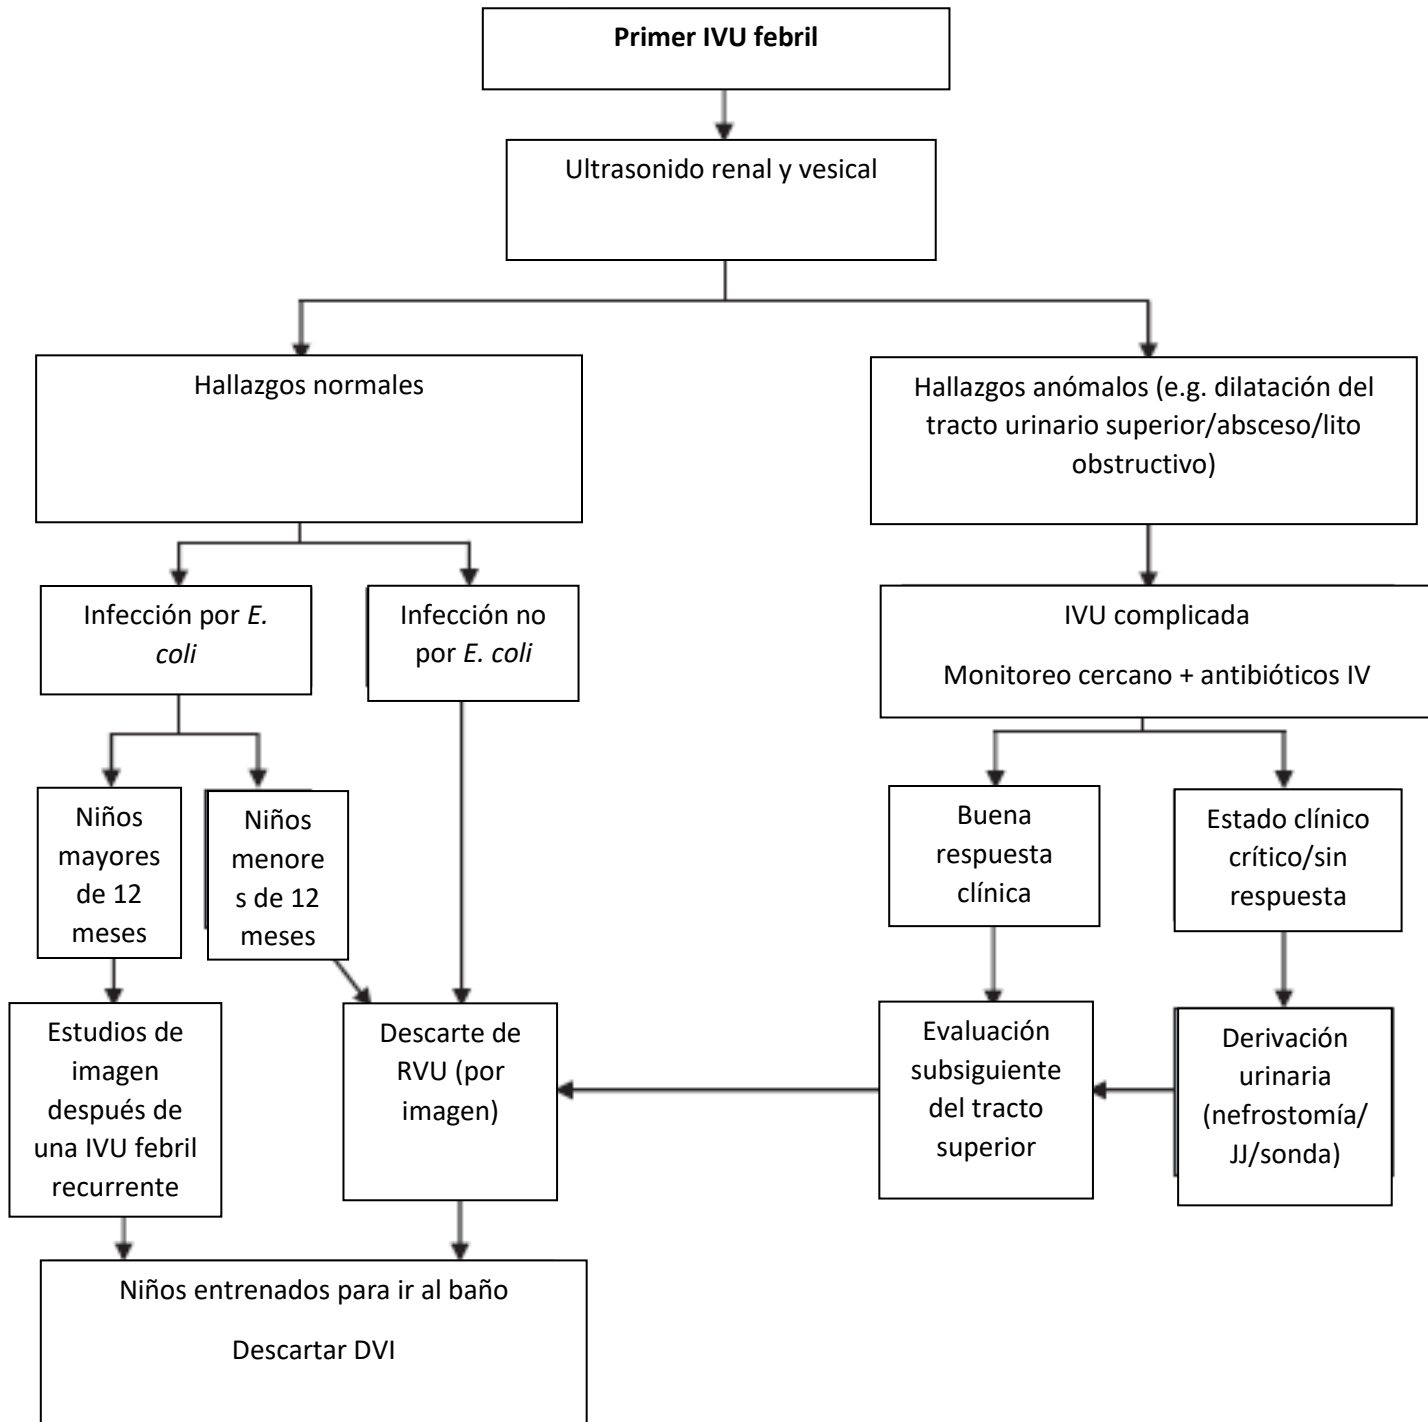 Primer IVU febril
Ultrasonido renal y vesical
Hallazgos normales
Hallazgos anómalos (e.g. dilatación del
tracto urinario superior/absceso/lito
obstructivo)
Infección por E.
coli
Infección no
por E. coli
IVU complicada
Monitoreo cercano + antibióticos IV
Niños
mayores
de 12
meses
Niños
menore
s de 12
meses
Buena
respuesta
clínica
Estado clínico
crítico/sin
respuesta
Estudios de
imagen
después de
una IVU febril
recurrente
Descarte de
RVU (por
imagen)
Evaluación
subsiguiente
del tracto
superior
Derivación
urinaria
(nefrostomía/
JJ/sonda)
Niños entrenados para ir al baño
Descartar DVI